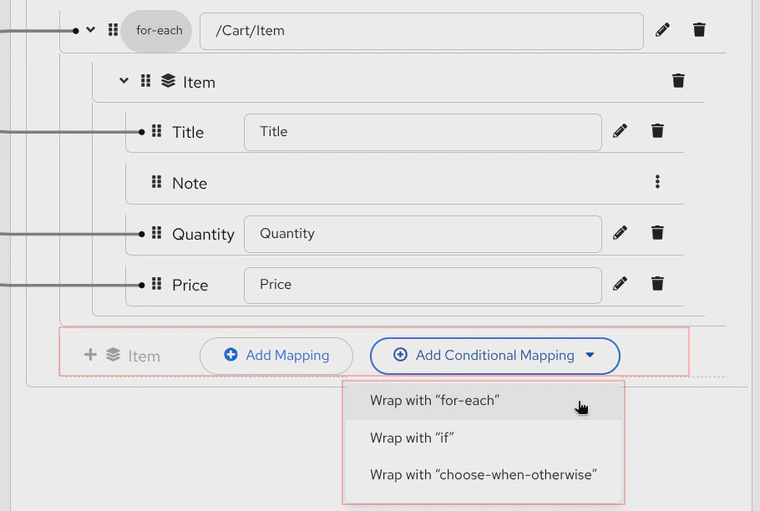 for-each /Cart/Item
Item
Title Title
Note
Quantity Quantity
Price Price
Item Add Mapping Add Conditional Mapping
Wrap with “for-each”
Wrap with “if”
Wrap with “choose-when-otherwise”